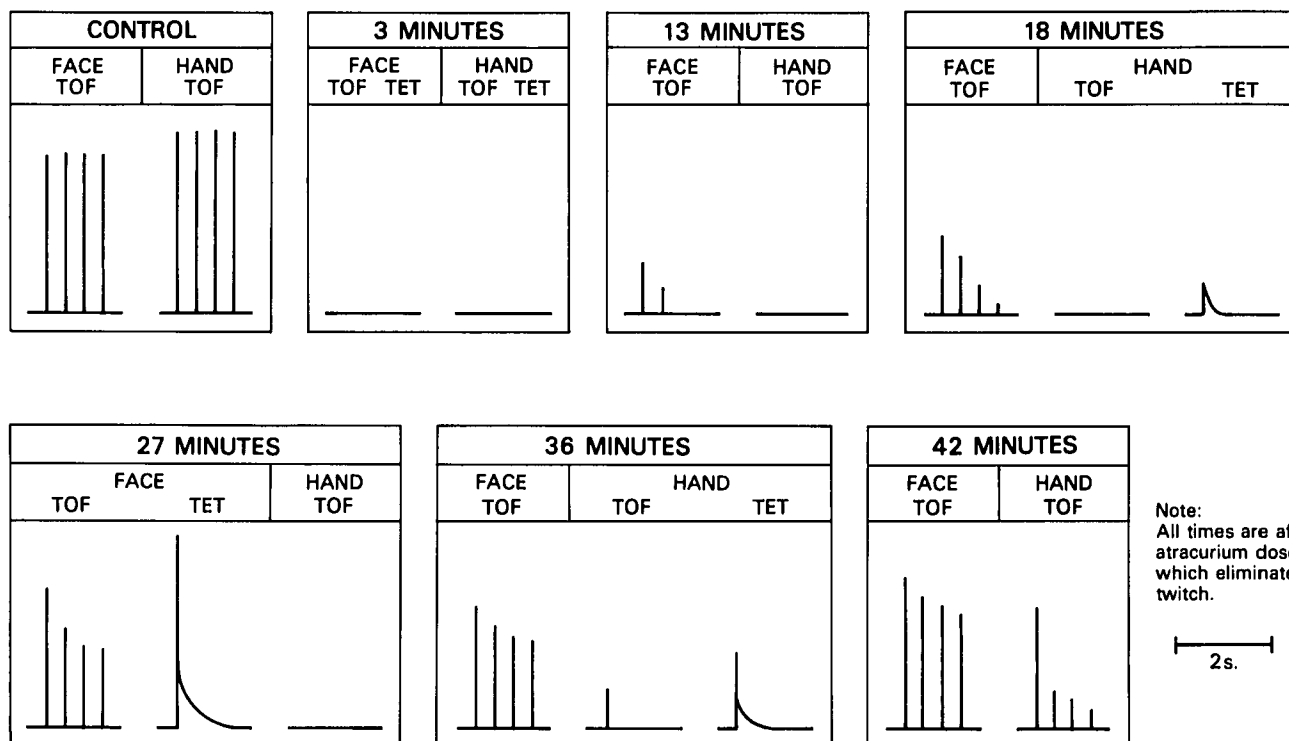 CONTROL
FACE HAND
TOF TOF
3 MINUTES
FACE HAND
TOF TET TOF TET
13 MINUTES
FACE HAND
TOF TOF
18 MINUTES
FACE HAND
TOF TOF TET
27 MINUTES
FACE HAND
TOF TET TOF
36 MINUTES
FACE HAND
TOF TOF TET
42 MINUTES
FACE HAND
TOF TOF
Note:
All times are
atracurium
which
twitch.
2s.